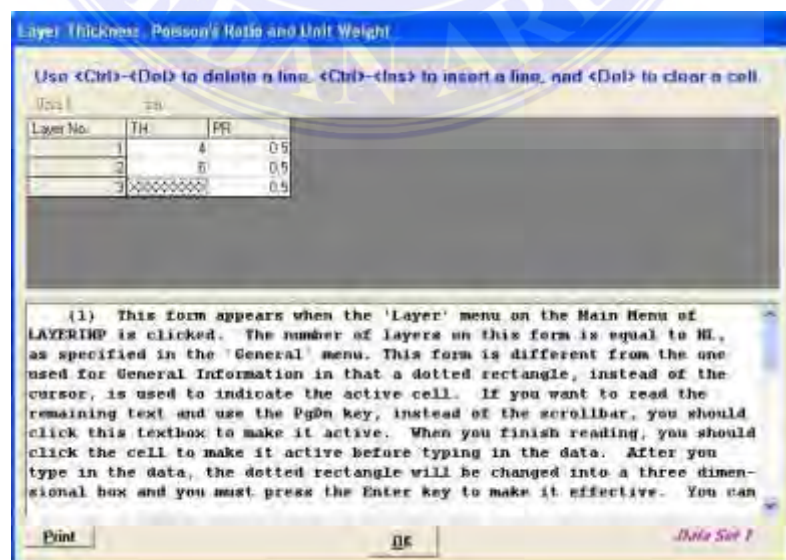 Layer Thickness, Poisson's Ratio and Unit Weight
Use <Ctrl>-<Del> to delete a line, <Ctrl>-<Ins> to insert a line, and <Del> to clear a cell.
Unit in
Layer No. TH PR
1 4 0.5
2 6 0.5
3 XXXXXXXXX 0.5
(1) This form appears when the 'Layer' menu on the Main Menu of
LAYERINP is clicked. The number of layers on this form is equal to NL,
as specified in the 'General' menu. This form is different from the one
used for General Information in that a dotted rectangle, instead of the
cursor, is used to indicate the active cell. If you want to read the
remaining text and use the PgDn key, instead of the scrollbar, you should
click this textbox to make it active. When you finish reading, you should
click the cell to make it active before typing in the data. After you
type in the data, the dotted rectangle will be changed into a three dimen-
sional box and you must press the Enter key to make it effective. You can
Print OK Data Set 1